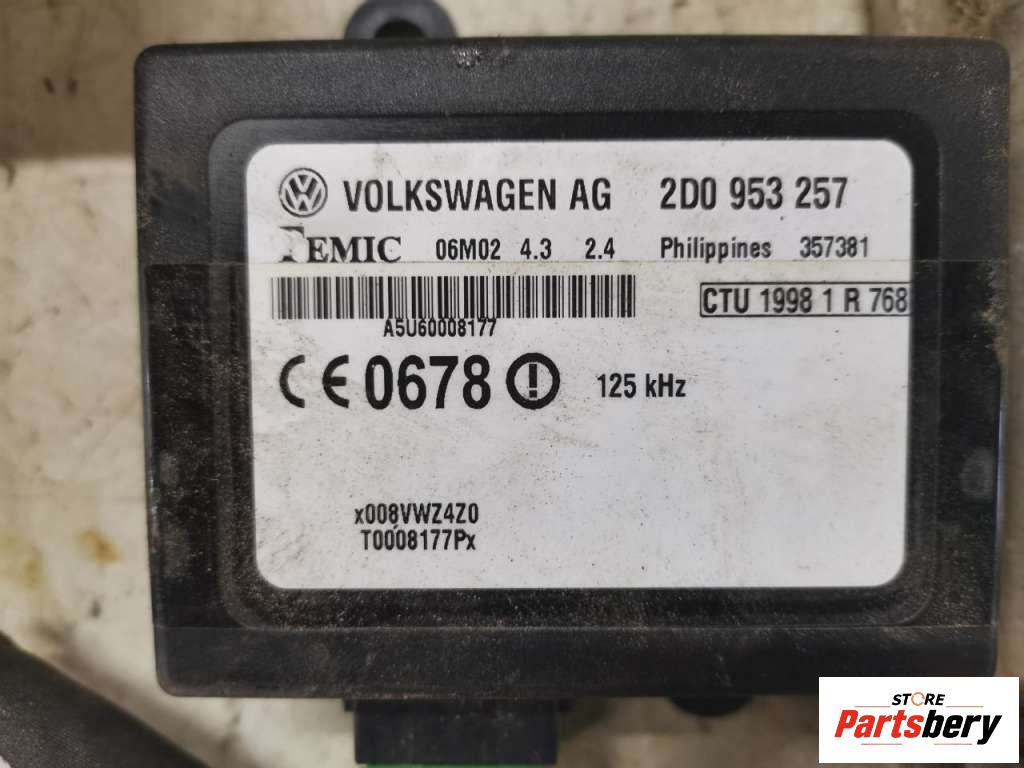 VOLKSWAGEN AG 2D0 953 257
TEMIC 06M02 4.3 2.4 Philippines 357381
CTU 1998 1 R 768
A5U60008177
CE 0678 125 kHz
x008VWZ4Z0
T0008177Px
STORE
Partsbery